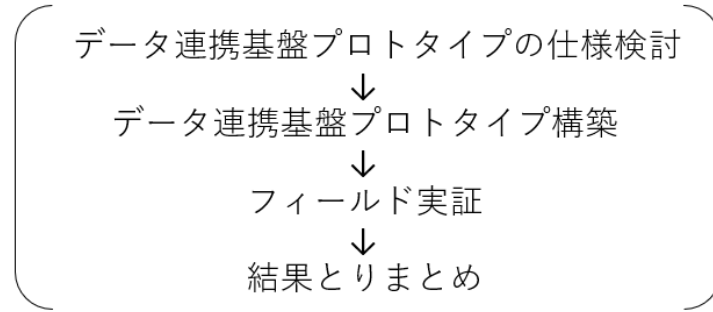 データ連携基盤プロトタイプの仕様検討
↓
データ連携基盤プロトタイプ構築
↓
フィールド実証
↓
結果とりまとめ